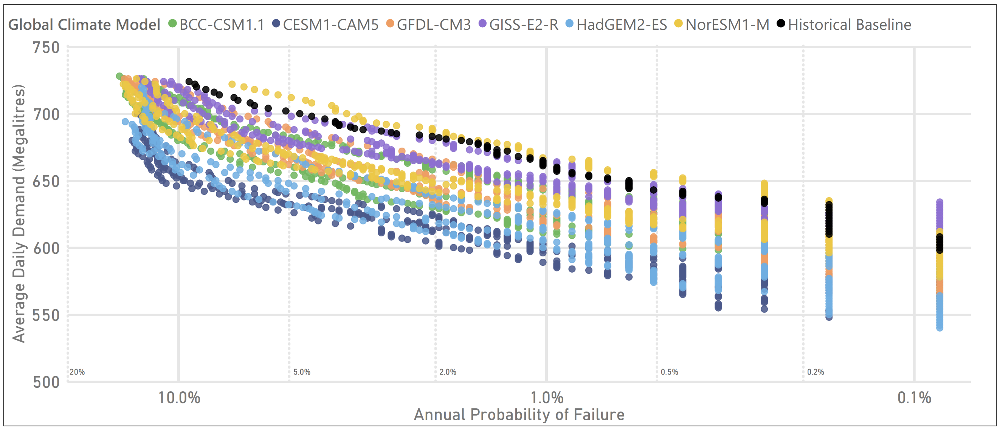 Global Climate Model BCC-CSM1.1 CESM1-CAM5 GFDL-CM3 GISS-E2-R HadGEM2-ES NorESM1-M Historical Baseline
Average Daily Demand (Megalitres)
750
700
650
600
550
500
20% 5.0% 2.0% 0.5% 0.2%
10.0% 1.0% 0.1%
Annual Probability of Failure